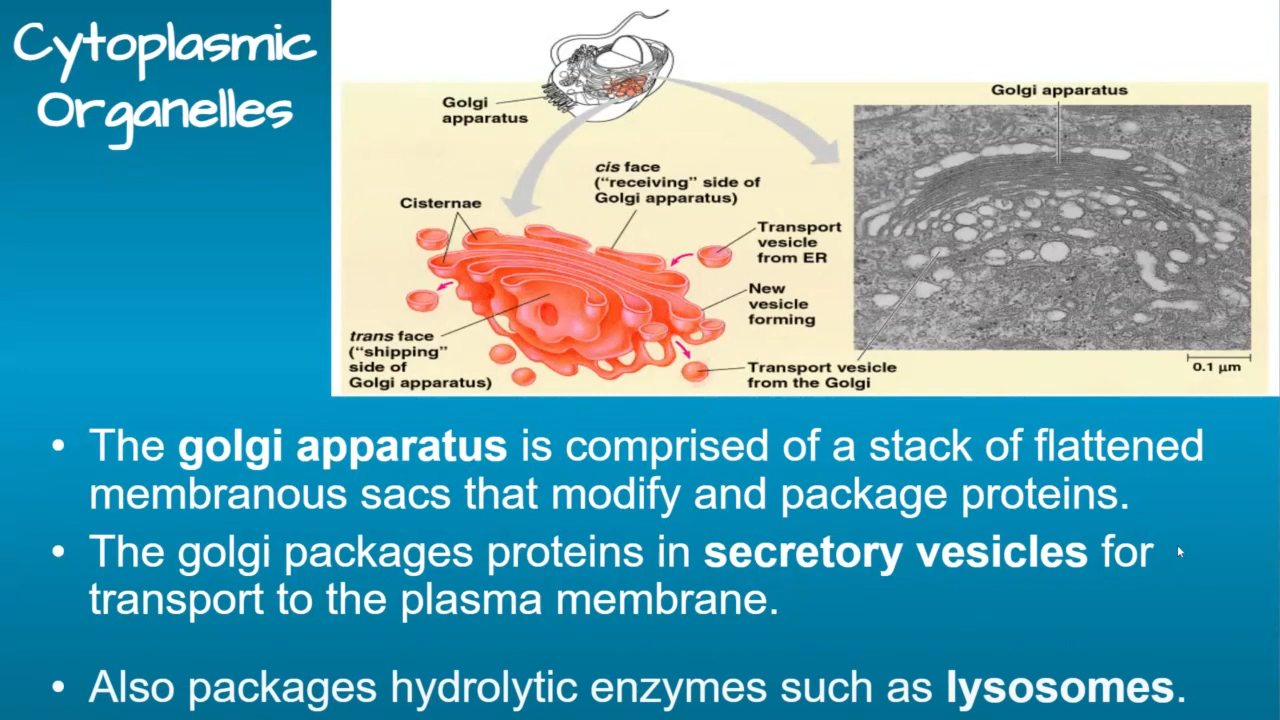 Cytoplasmic
Organelles
Golgi
apparatus
Golgi apparatus
cis face
("receiving" side of
Golgi apparatus)
Cisternae
Transport
vesicle
from ER
New
vesicle
forming
trans face
("shipping"
side of
Golgi apparatus)
Transport vesicle
from the Golgi
0.1 µm
• The golgi apparatus is comprised of a stack of flattened
membranous sacs that modify and package proteins.
• The golgi packages proteins in secretory vesicles for
transport to the plasma membrane.
• Also packages hydrolytic enzymes such as lysosomes.